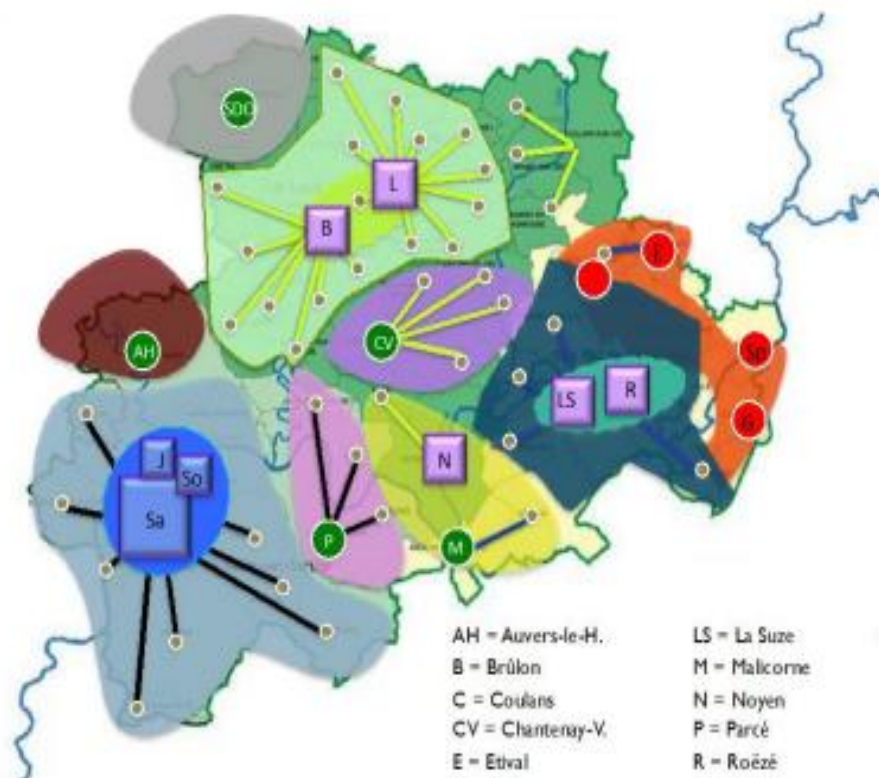 SDO
L
B
CV
AH
Sp
LS
R
G
J
So
Sa
N
P
M
AH = Auvers-le-H.
B = Brûlon
C = Coulans
CV = Chantenay-V.
E = Etival
LS = La Suze
M = Malicorne
N = Noyen
P = Parcé
R = Roëzé